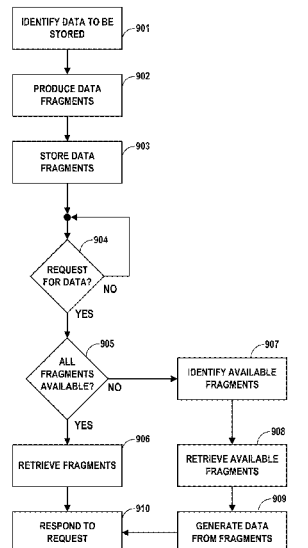 IDENTIFY DATA TO BE
STORED
901
902
PRODUCE DATA
FRAGMENTS
903
STORE DATA
FRAGMENTS
904
REQUEST
FOR DATA?
NO
YES
905
ALL
FRAGMENTS
AVAILABLE?
NO
YES
907
IDENTIFY AVAILABLE
FRAGMENTS
906
RETRIEVE FRAGMENTS
908
RETRIEVE AVAILABLE
FRAGMENTS
910
RESPOND TO
REQUEST
909
GENERATE DATA
FROM FRAGMENTS